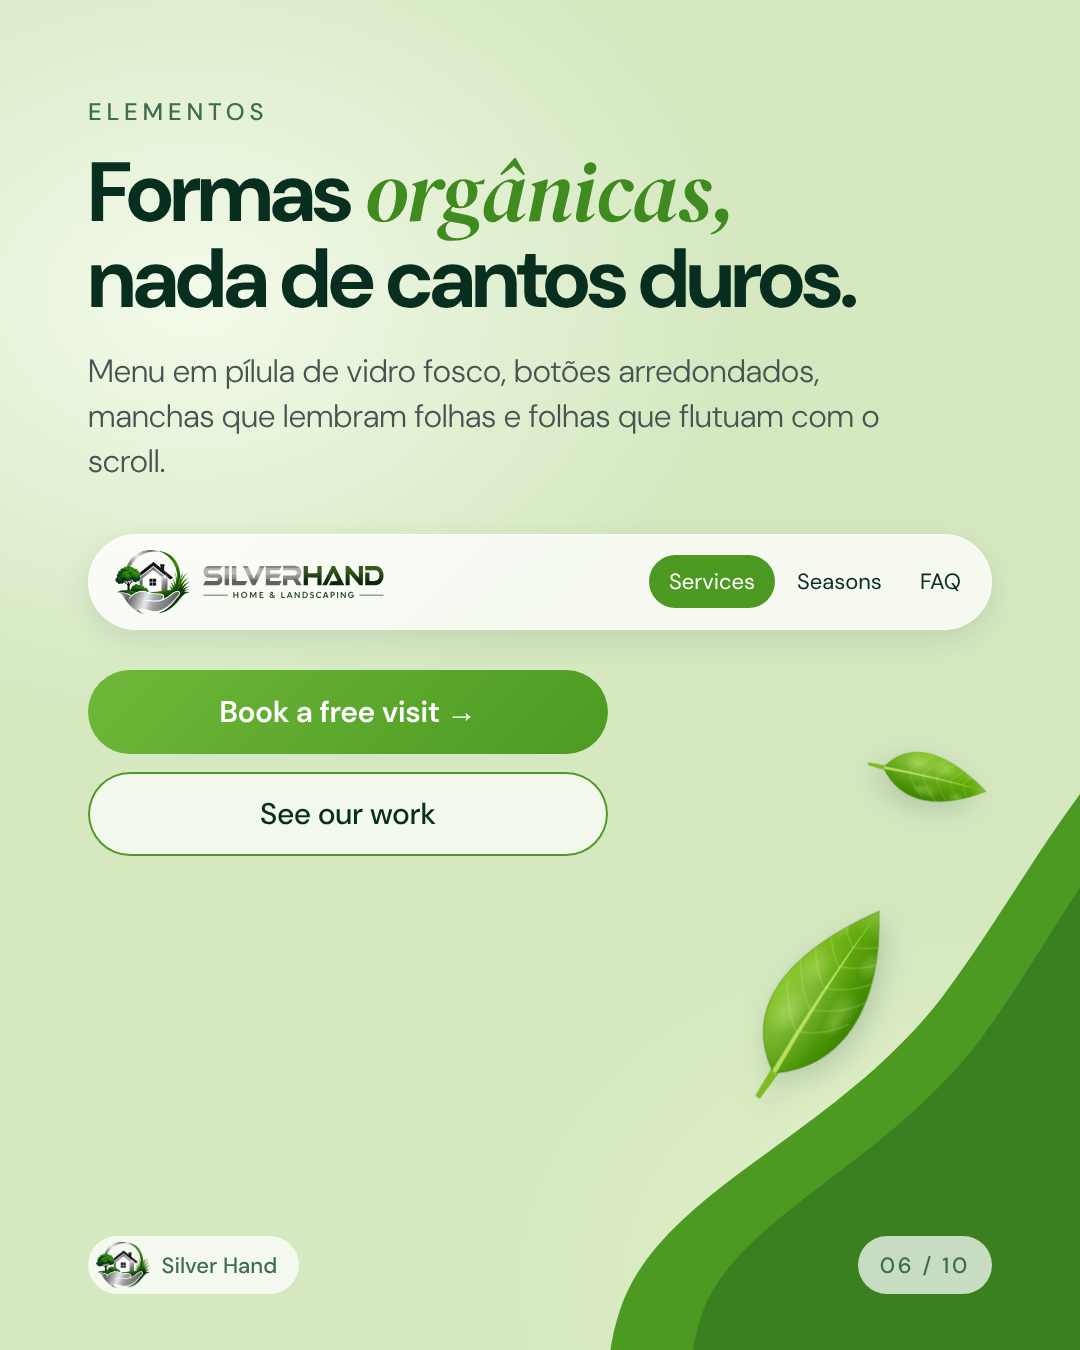 ELEMENTOS
Formas orgânicas,
nada de cantos duros.
Menu em pílula de vidro fosco, botões arredondados,
manchas que lembram folhas e folhas que flutuam com o
scroll.
SILVERHAND
HOME & LANDSCAPING
Services Seasons FAQ
Book a free visit →
See our work
Silver Hand
06 / 10